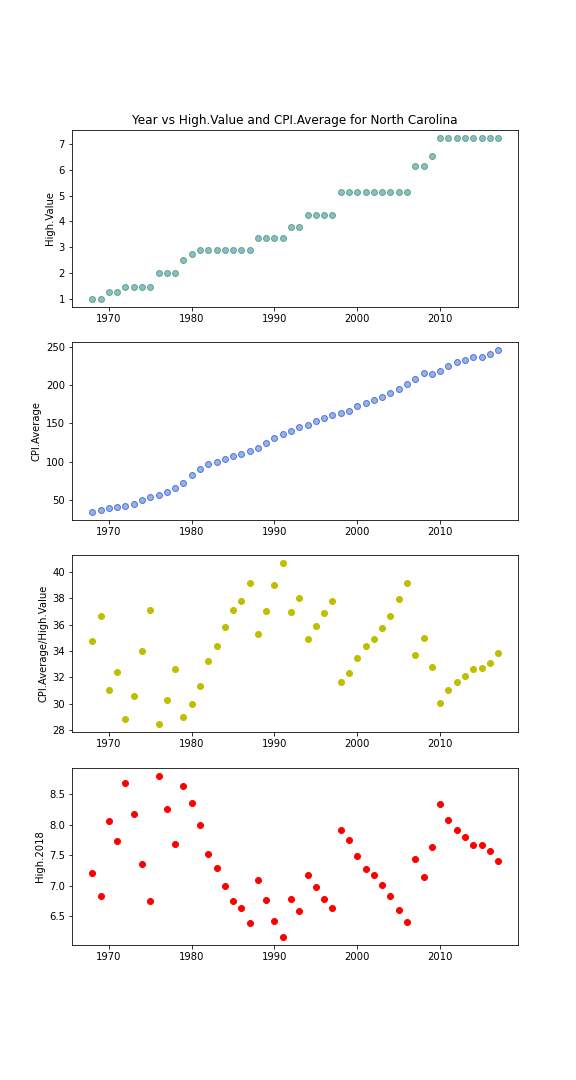 Year vs High.Value and CPI.Average for North Carolina
High.Value
7
6
5
4
3
2
1
1970 1980 1990 2000 2010
CPI.Average
250
200
150
100
50
1970 1980 1990 2000 2010
CPI.Average/High.Value
40
38
36
34
32
30
28
1970 1980 1990 2000 2010
High.2018
8.5
8.0
7.5
7.0
6.5
1970 1980 1990 2000 2010